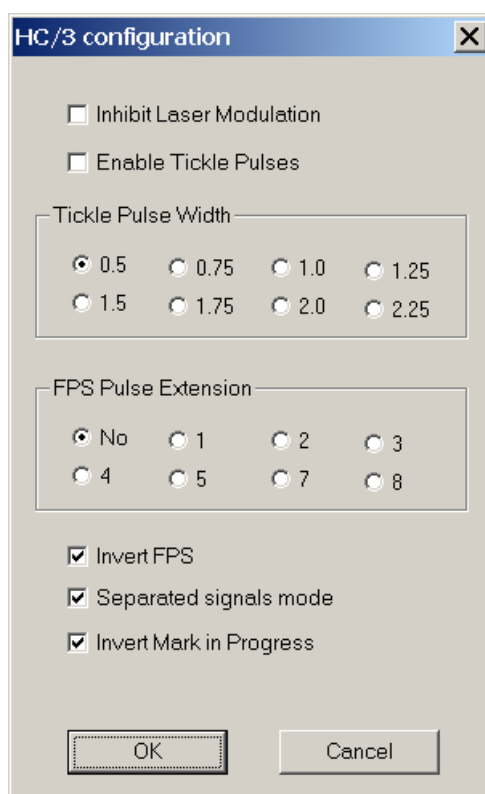 HC/3 configuration
Inhibit Laser Modulation
Enable Tickle Pulses
Tickle Pulse Width
0.5 0.75 1.0 1.25
1.5 1.75 2.0 2.25
FPS Pulse Extension
No 1 2 3
4 5 7 8
Invert FPS
Separated signals mode
Invert Mark in Progress
OK Cancel